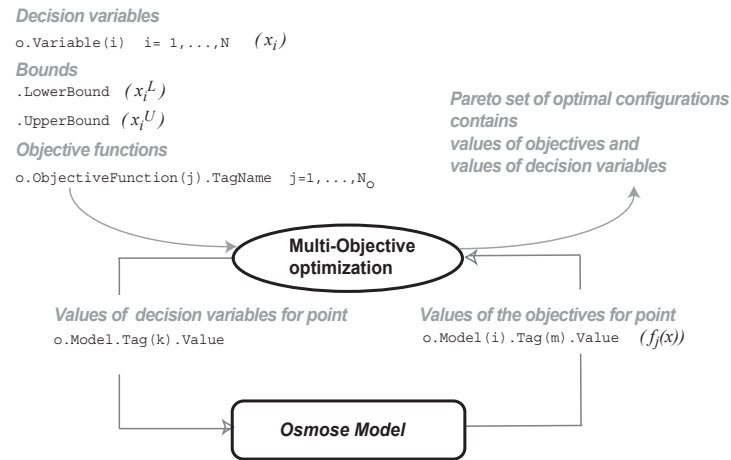 Decision variables
o.Variable(i) i= 1,...,N (xᵢ)
Bounds
.LowerBound (xᵢᴸ)
.UpperBound (xᵢᵁ)
Objective functions
o.ObjectiveFunction(j).TagName j=1,...,Nₒ
Pareto set of optimal configurations
contains
values of objectives and
values of decision variables
Multi-Objective
optimization
Values of decision variables for point
o.Model.Tag(k).Value
Values of the objectives for point
o.Model(i).Tag(m).Value (fⱼ(x))
Osmose Model